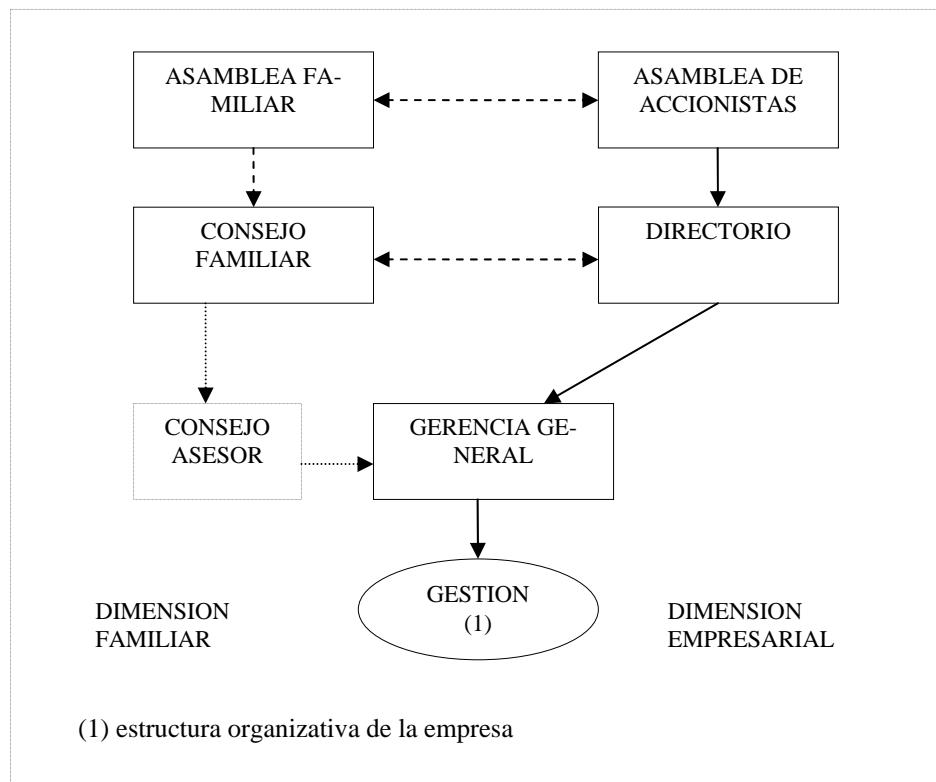 ASAMBLEA FA-
MILIAR
ASAMBLEA DE
ACCIONISTAS
CONSEJO
FAMILIAR
DIRECTORIO
CONSEJO
ASESOR
GERENCIA GE-
NERAL
GESTION
(1)
DIMENSION
FAMILIAR
DIMENSION
EMPRESARIAL
(1) estructura organizativa de la empresa